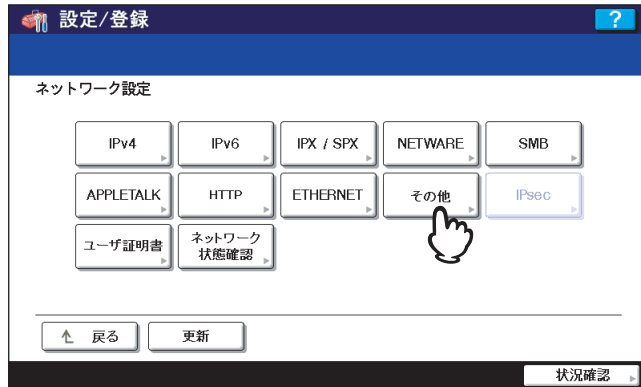 設定/登録
?
ネットワーク設定
IPv4
IPv6
IPX / SPX
NETWARE
SMB
APPLETALK
HTTP
ETHERNET
その他
IPsec
ユーザ証明書
ネットワーク
状態確認
戻る
更新
状況確認